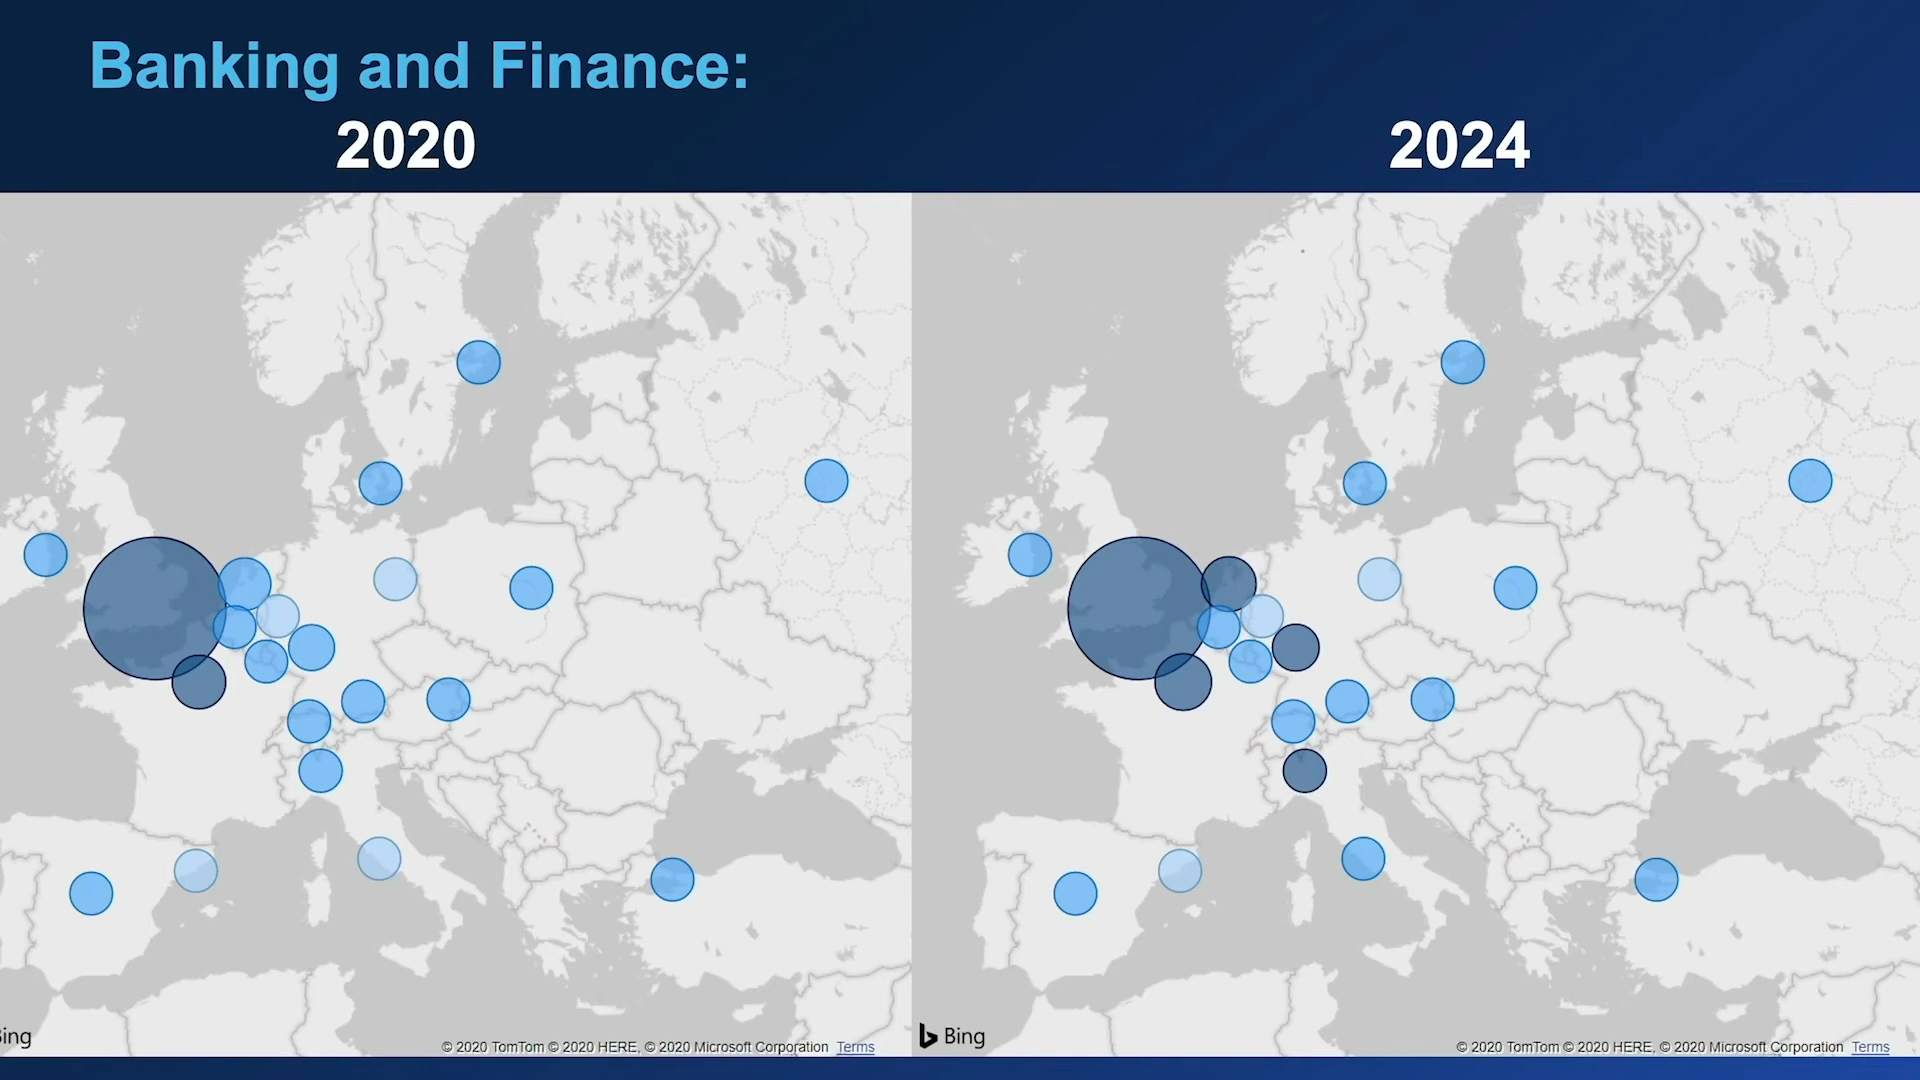 Banking and Finance:
2020
2024
ing
© 2020 TomTom © 2020 HERE, © 2020 Microsoft Corporation Terms
Bing
© 2020 TomTom © 2020 HERE, © 2020 Microsoft Corporation Terms